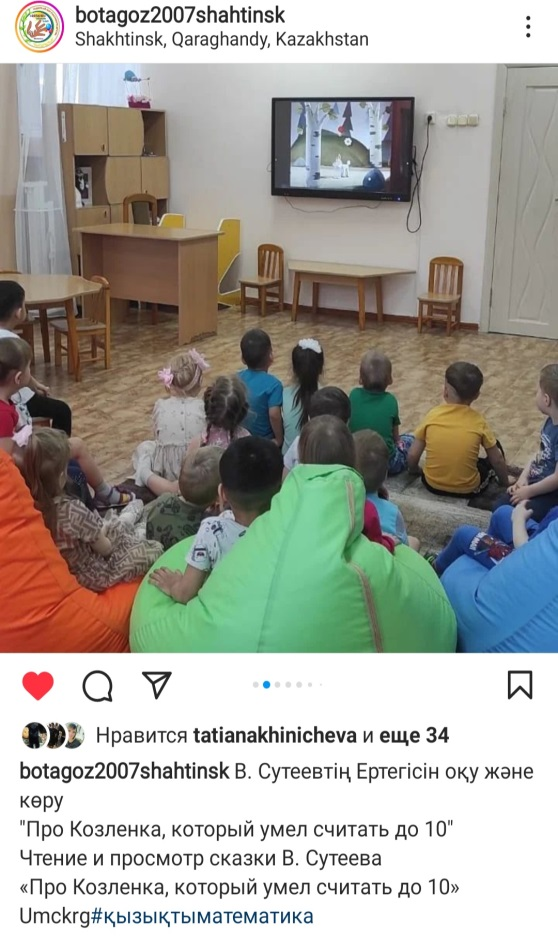 botagoz2007shahtinsk
Shakhtinsk, Qaraghandy, Kazakhstan
Нравится tatianakhinicheva и еще 34
botagoz2007shahtinsk В. Сутеевтің Ертегісін оқу және
көру
"Про Козленка, который умел считать до 10"
Чтение и просмотр сказки В. Сутеева
«Про Козленка, который умел считать до 10»
Umckrg#қызықтыматематика